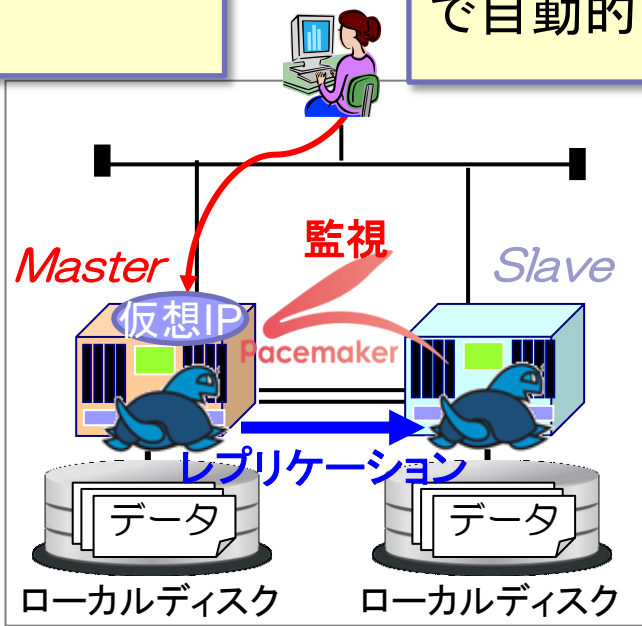 で自動的
監視
Master
Slave
仮想IP
Pacemaker
レプリケーション
データ
データ
ローカルディスク
ローカルディスク